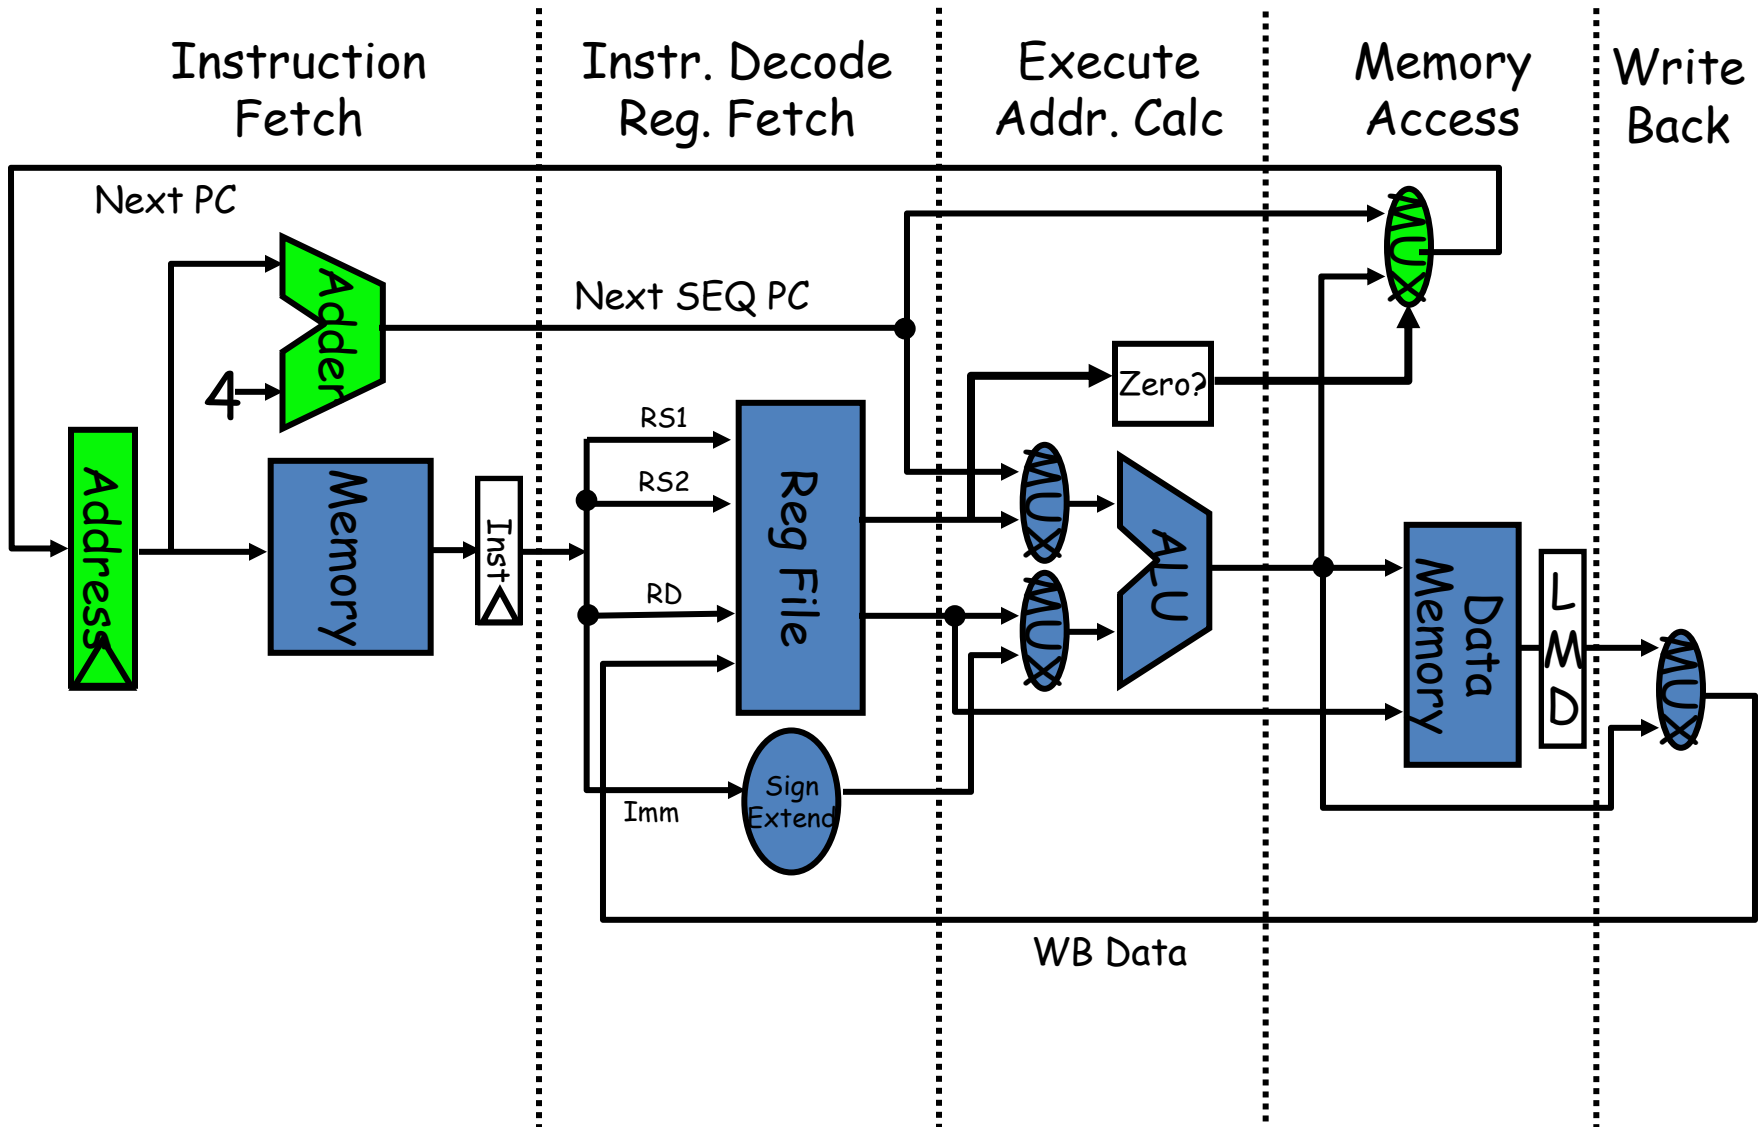 Instruction
Fetch
Instr. Decode
Reg. Fetch
Execute
Addr. Calc
Memory
Access
Write
Back
Next PC
Adder
4
Address
Memory
Inst
Next SEQ PC
RS1
RS2
RD
Imm
Reg File
Sign
Extend
Zero?
MUX
MUX
ALU
MUX
Data
Memory
L
M
D
MUX
WB Data